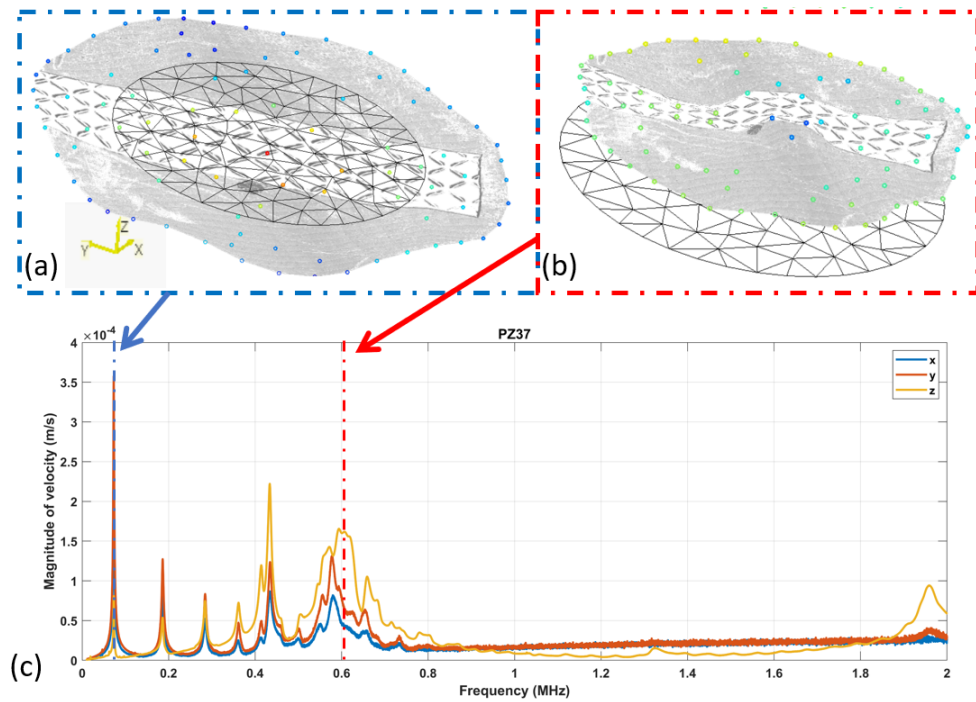 Z
Y
X
(a)
(b)
×10⁻⁴
PZ37
4
3.5
3
2.5
2
1.5
1
0.5
0
Magnitude of velocity (m/s)
x
y
z
(c)
0 0.2 0.4 0.6 0.8 1 1.2 1.4 1.6 1.8 2
Frequency (MHz)